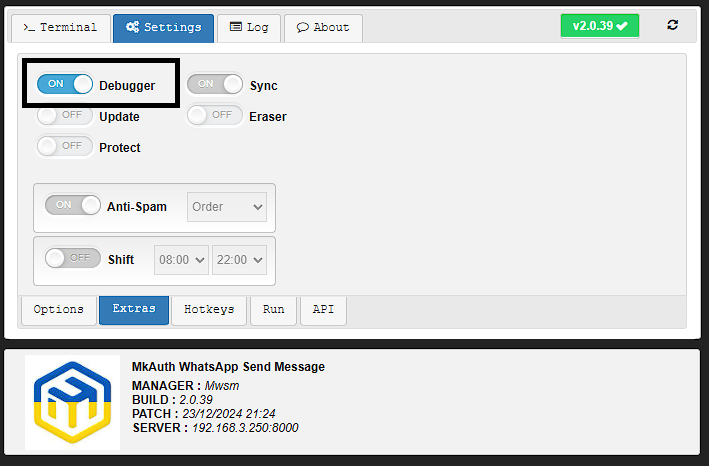 >_ Terminal Settings Log About v2.0.39
ON Debugger ON Sync
OFF Update OFF Eraser
OFF Protect
ON Anti-Spam Order
OFF Shift 08:00 22:00
Options Extras Hotkeys Run API
MkAuth WhatsApp Send Message
MANAGER : Mwsm
BUILD : 2.0.39
PATCH : 23/12/2024 21:24
SERVER : 192.168.3.250:8000